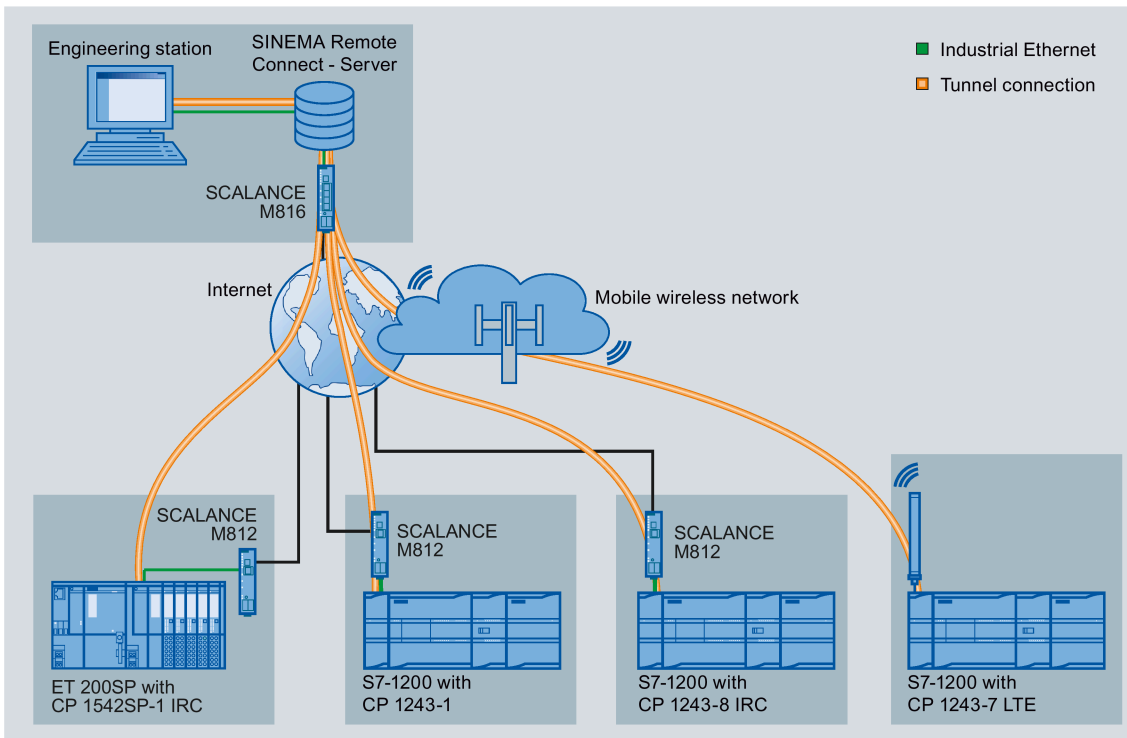 Engineering station
SINEMA Remote
Connect - Server
Industrial Ethernet
Tunnel connection
SCALANCE
M816
Internet
Mobile wireless network
SCALANCE
M812
SCALANCE
M812
SCALANCE
M812
ET 200SP with
CP 1542SP-1 IRC
S7-1200 with
CP 1243-1
S7-1200 with
CP 1243-8 IRC
S7-1200 with
CP 1243-7 LTE